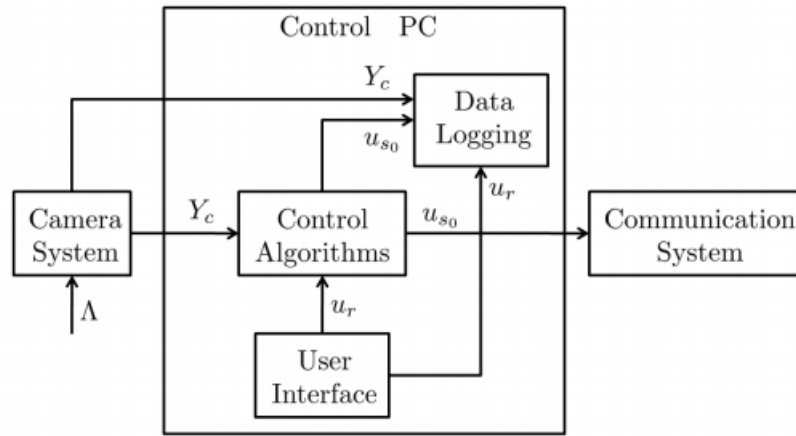 Control PC
Y_c
Data
Logging
u_{s_0}
u_r
Camera
System
Y_c
Control
Algorithms
u_{s_0}
Communication
System
Λ
u_r
User
Interface